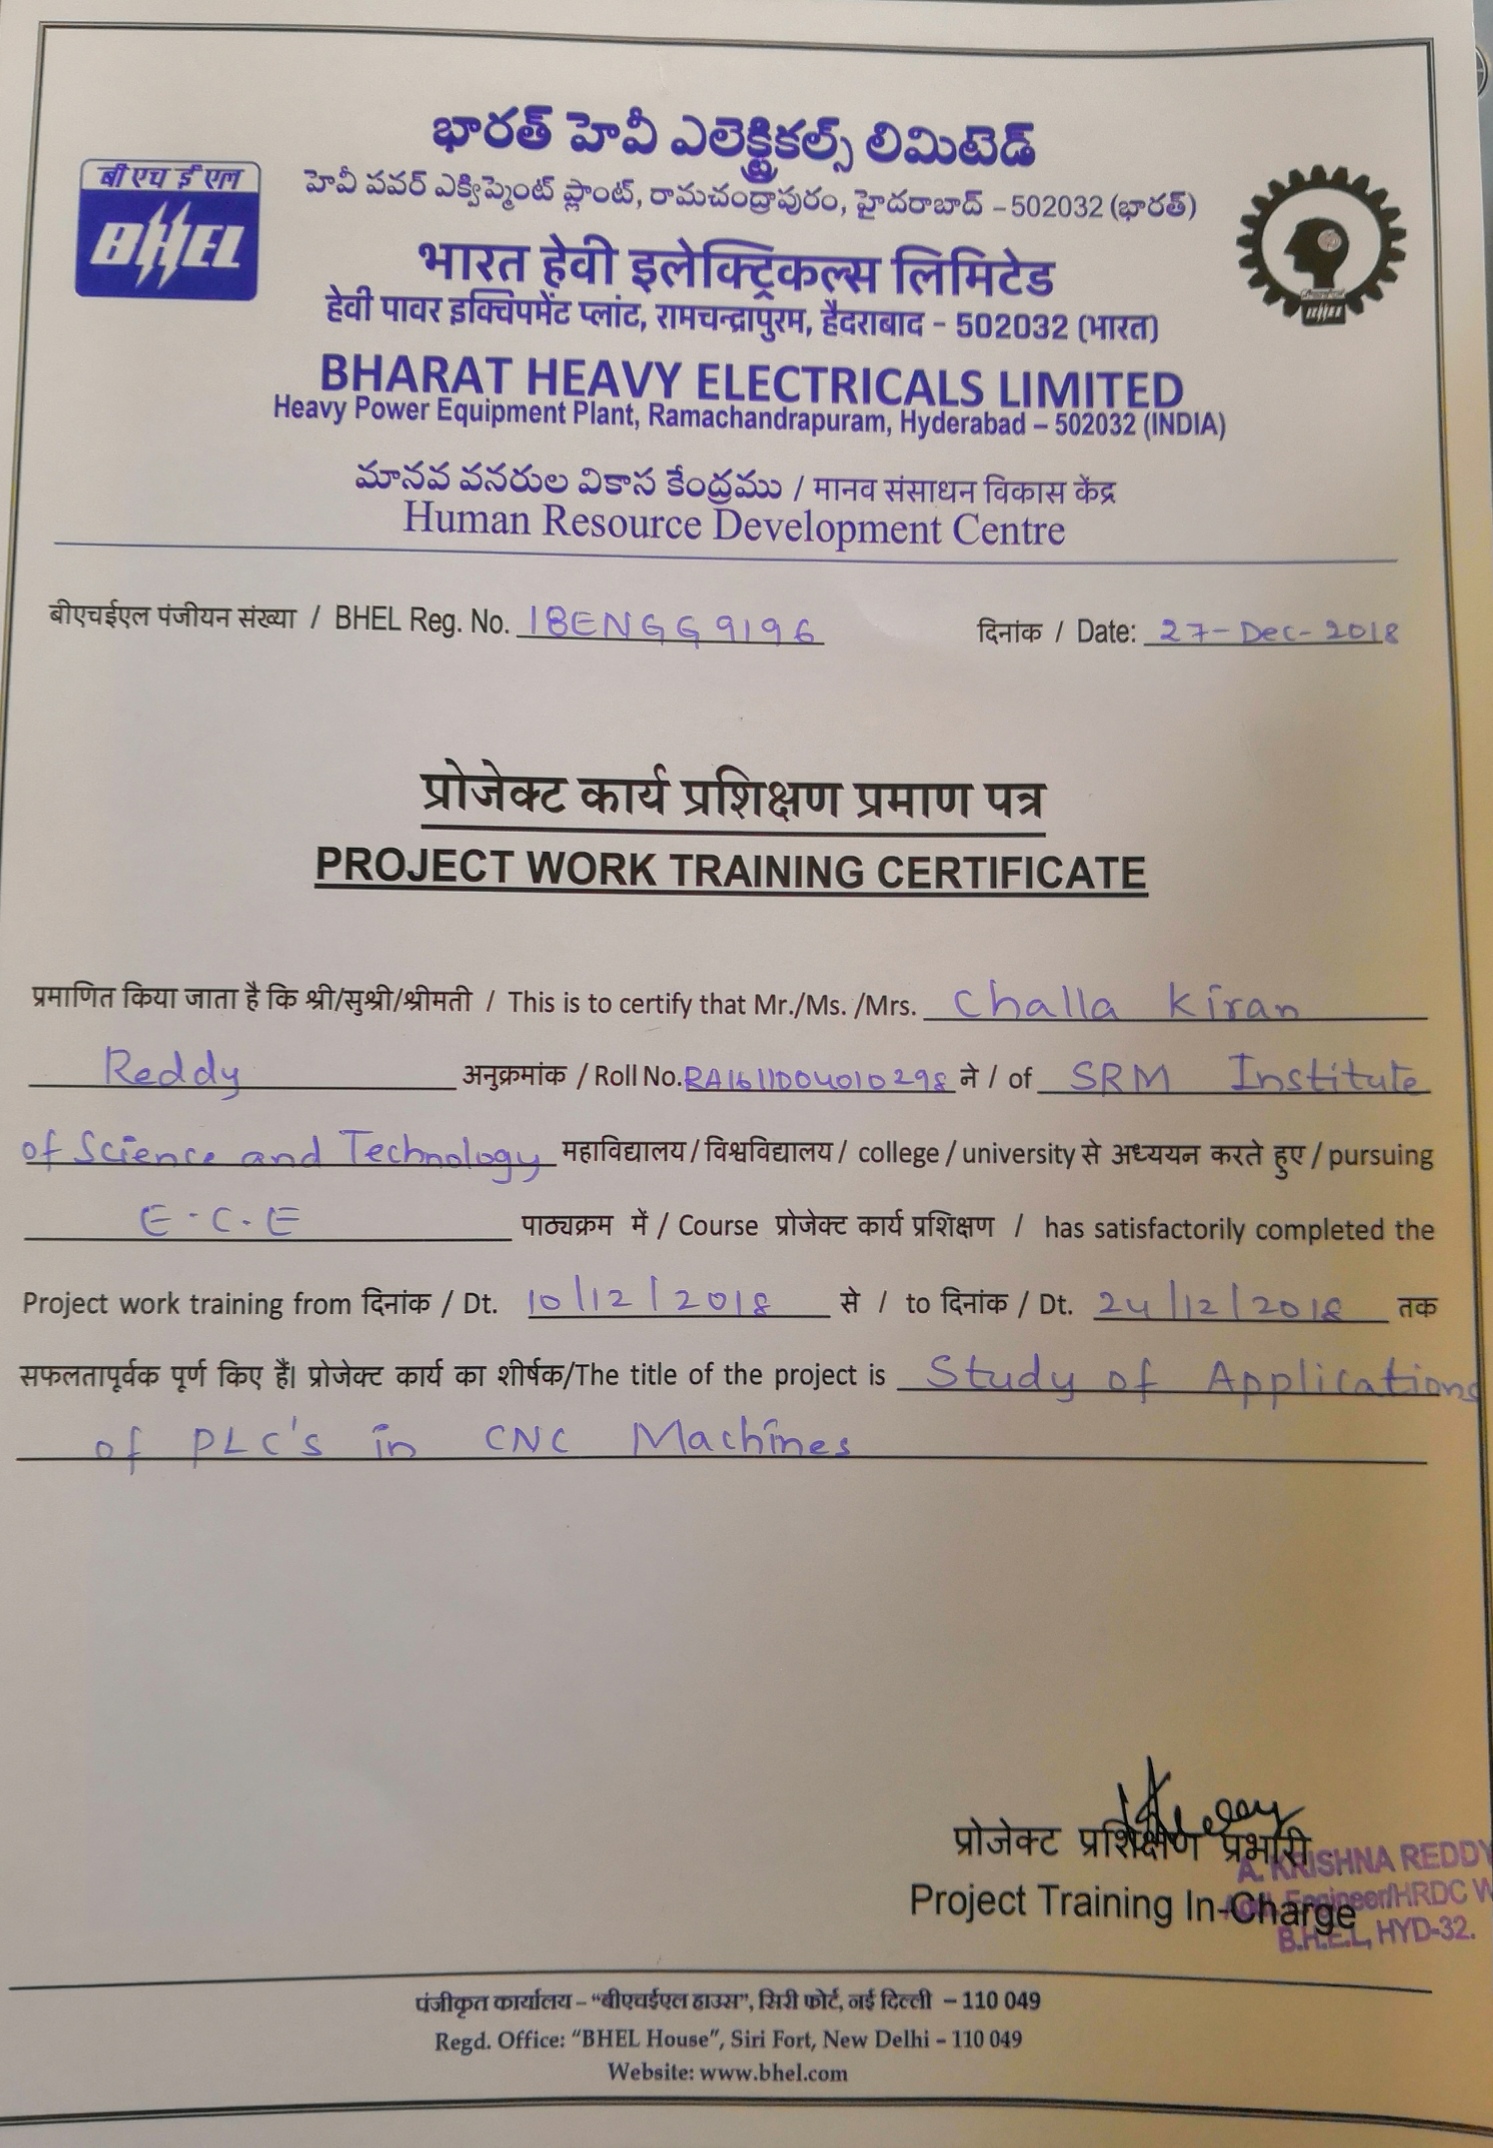 భారత్ హెవీ ఎలెక్ట్రికల్స్ లిమిటెడ్
బी एच ई एल
BHEL
హెవీ పవర్ ఎక్విప్మెంట్ ప్లాంట్, రామచంద్రాపురం, హైదరాబాద్ – 502032 (భారత్)
भारत हेवी इलेक्ट्रिकल्स लिमिटेड
हेवी पावर इक्विपमेंट प्लांट, रामचन्द्रापुरम, हैदराबाद - 502032 (भारत)
BHARAT HEAVY ELECTRICALS LIMITED
Heavy Power Equipment Plant, Ramachandrapuram, Hyderabad – 502032 (INDIA)
మానవ వనరుల వికాస కేంద్రము / मानव संसाधन विकास केंद्र
Human Resource Development Centre
बीएचईएल पंजीयन संख्या / BHEL Reg. No. 18ENGG9196 दिनांक / Date: 27-Dec-2018
प्रोजेक्ट कार्य प्रशिक्षण प्रमाण पत्र
PROJECT WORK TRAINING CERTIFICATE
प्रमाणित किया जाता है कि श्री/सुश्री/श्रीमती / This is to certify that Mr./Ms. /Mrs. Challa Kiran
Reddy अनुक्रमांक / Roll No. RA1611004010298 ने / of SRM Institute
of Science and Technology महाविद्यालय / विश्वविद्यालय / college / university से अध्ययन करते हुए / pursuing
E.C.E पाठ्यक्रम में / Course प्रोजेक्ट कार्य प्रशिक्षण / has satisfactorily completed the
Project work training from दिनांक / Dt. 10/12/2018 से / to दिनांक / Dt. 24/12/2018 तक
सफलतापूर्वक पूर्ण किए हैं। प्रोजेक्ट कार्य का शीर्षक/The title of the project is Study of Applications
of PLC's in CNC Machines
प्रोजेक्ट प्रशिक्षण प्रभारी
A. KRISHNA REDDY
Project Training In-Charge
Engineer/HRDC
B.H.E.L, HYD-32.
पंजीकृत कार्यालय – “बीएचईएल हाउस”, सिरी फोर्ट, नई दिल्ली – 110 049
Regd. Office: “BHEL House”, Siri Fort, New Delhi – 110 049
Website: www.bhel.com